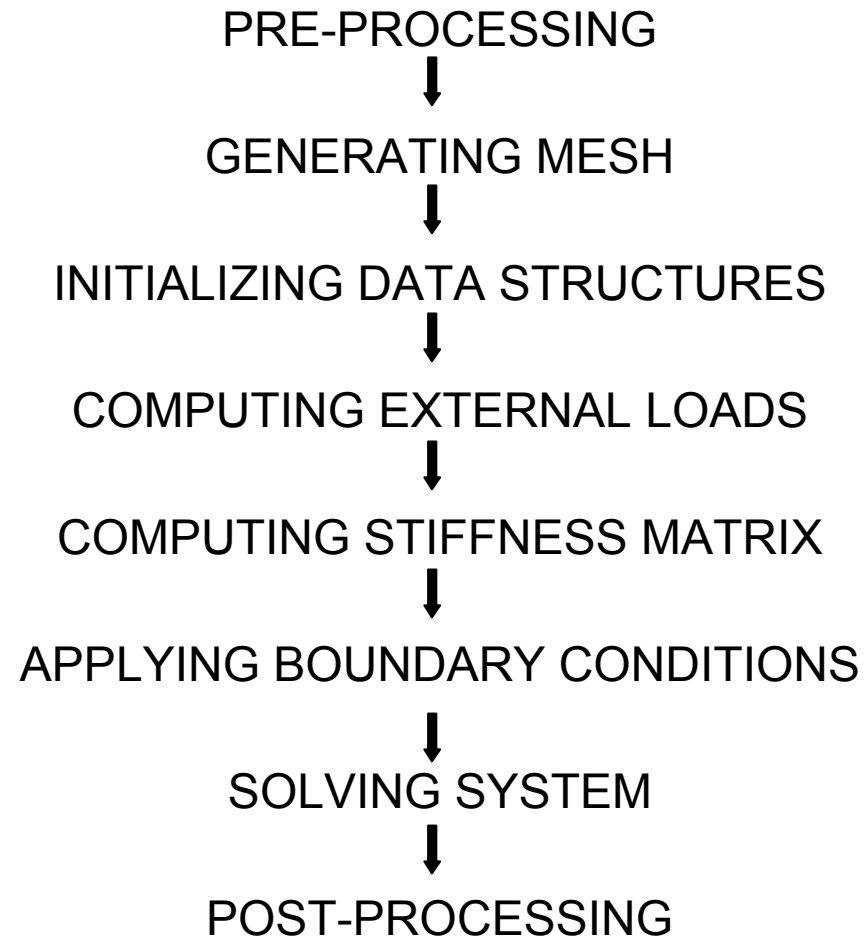 PRE-PROCESSING
GENERATING MESH
INITIALIZING DATA STRUCTURES
COMPUTING EXTERNAL LOADS
COMPUTING STIFFNESS MATRIX
APPLYING BOUNDARY CONDITIONS
SOLVING SYSTEM
POST-PROCESSING